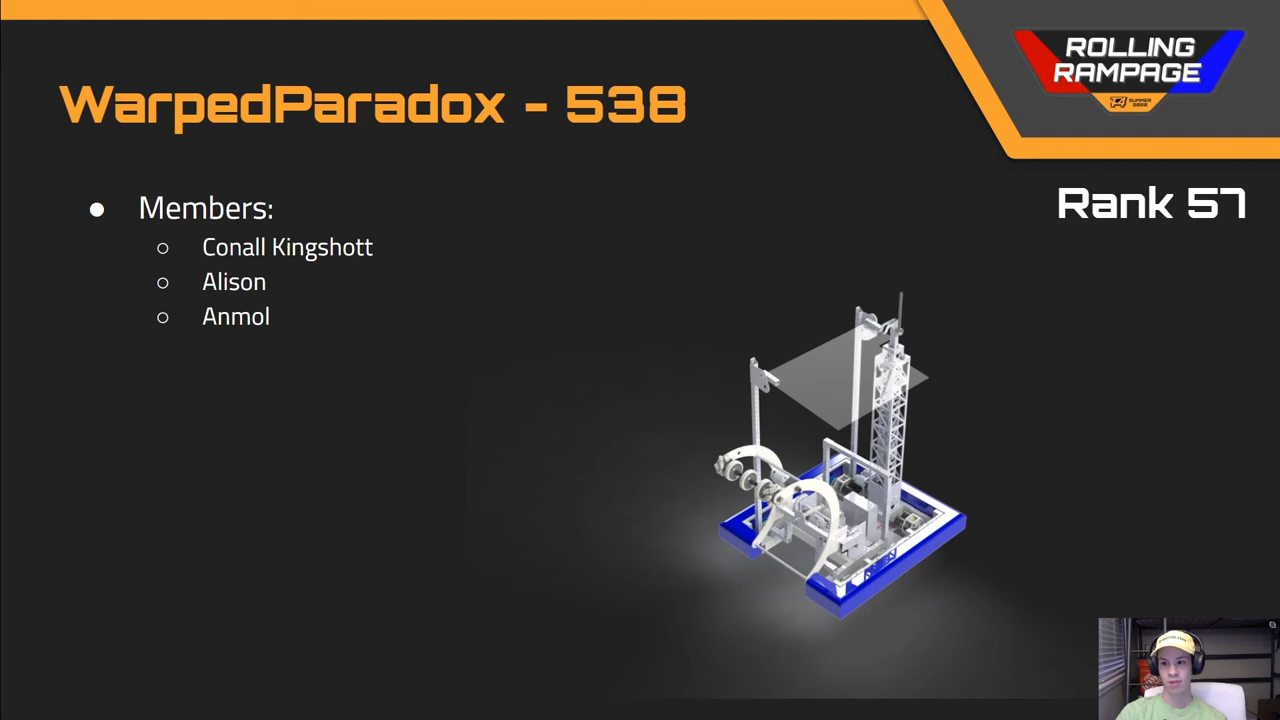 WarpedParadox - 538
ROLLING
RAMPAGE
Rank 57
Members:
Conall Kingshott
Alison
Anmol